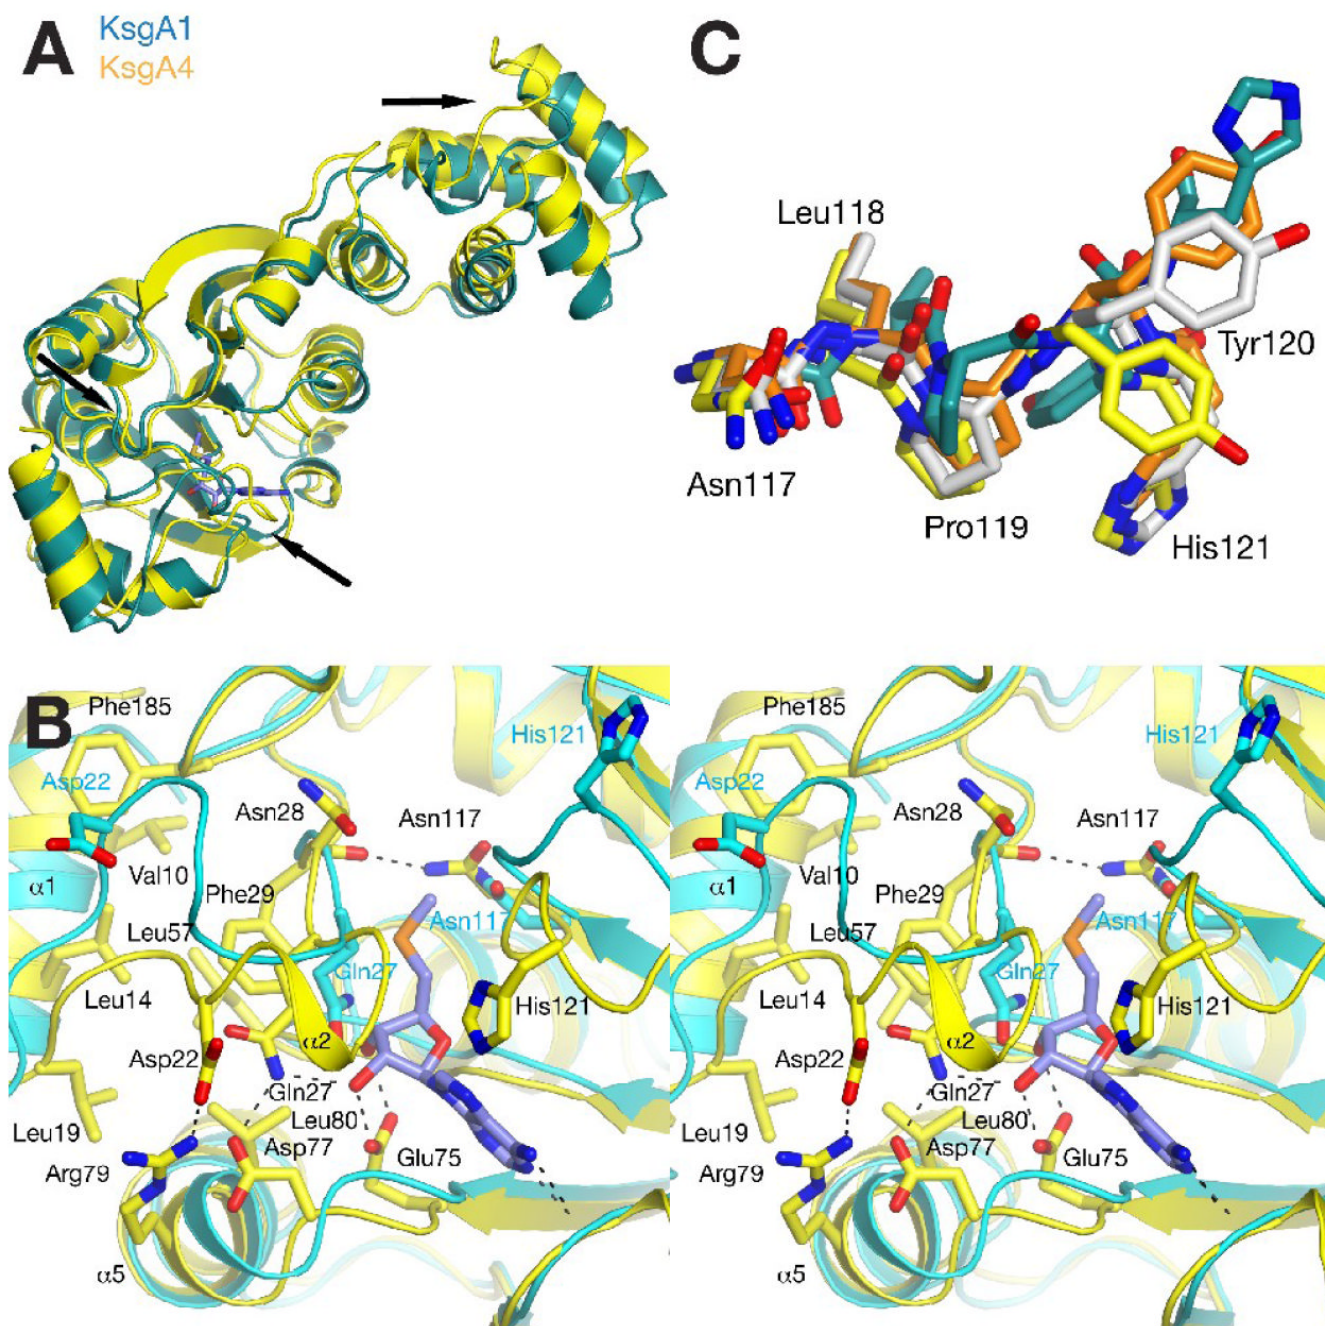 A
KsgA1
KsgA4
C
Leu118
Tyr120
Asn117
Pro119
His121
B
Phe185
His121
Asp22
Asn28
Asn117
α1
Val10
Phe29
Asn117
Leu57
Gln27
Leu14
His121
α2
Asp22
Gln27
Leu80
Leu19
Asp77
Arg79
Glu75
α5
Phe185
His121
Asp22
Asn28
Asn117
α1
Val10
Phe29
Asn117
Leu57
Gln27
Leu14
His121
α2
Asp22
Gln27
Leu80
Leu19
Asp77
Arg79
Glu75
α5